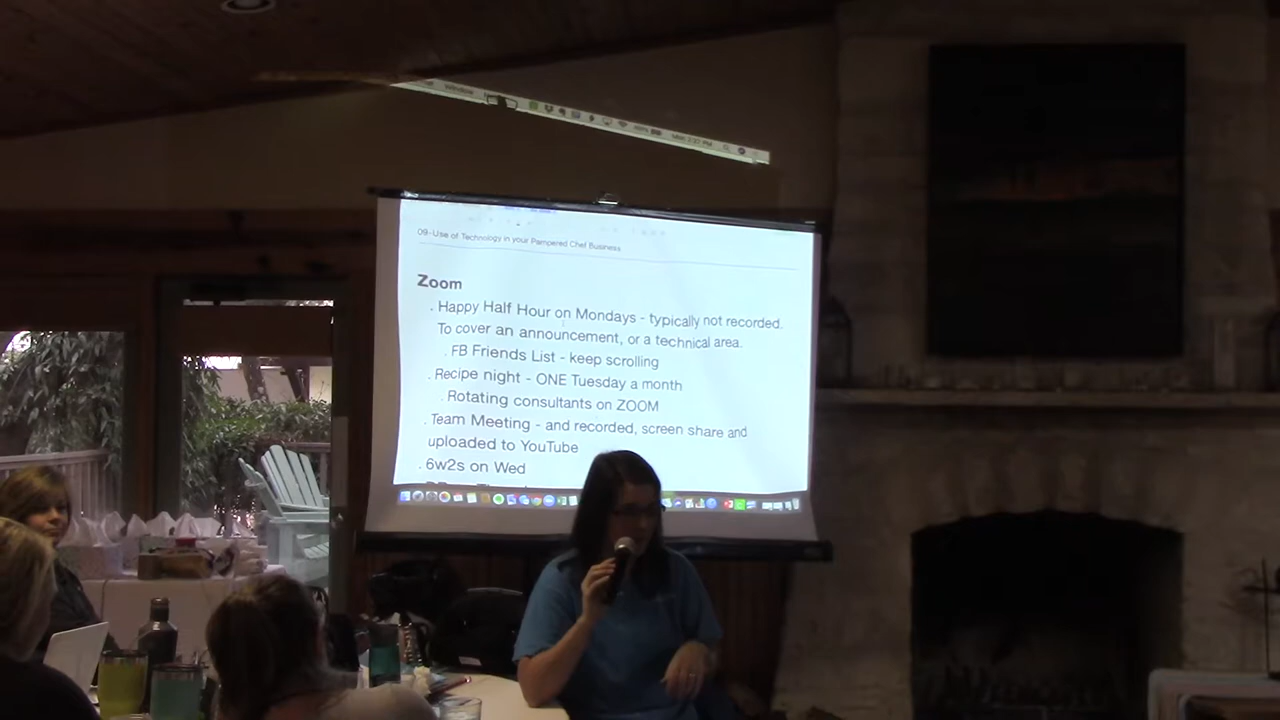 Window
09-Use of Technology in your Pampered Chef Business
Zoom
. Happy Half Hour on Mondays - typically not recorded.
To cover an announcement, or a technical area.
. FB Friends List - keep scrolling
. Recipe night - ONE Tuesday a month
. Rotating consultants on ZOOM
. Team Meeting - and recorded, screen share and
uploaded to YouTube
. 6w2s on Wed